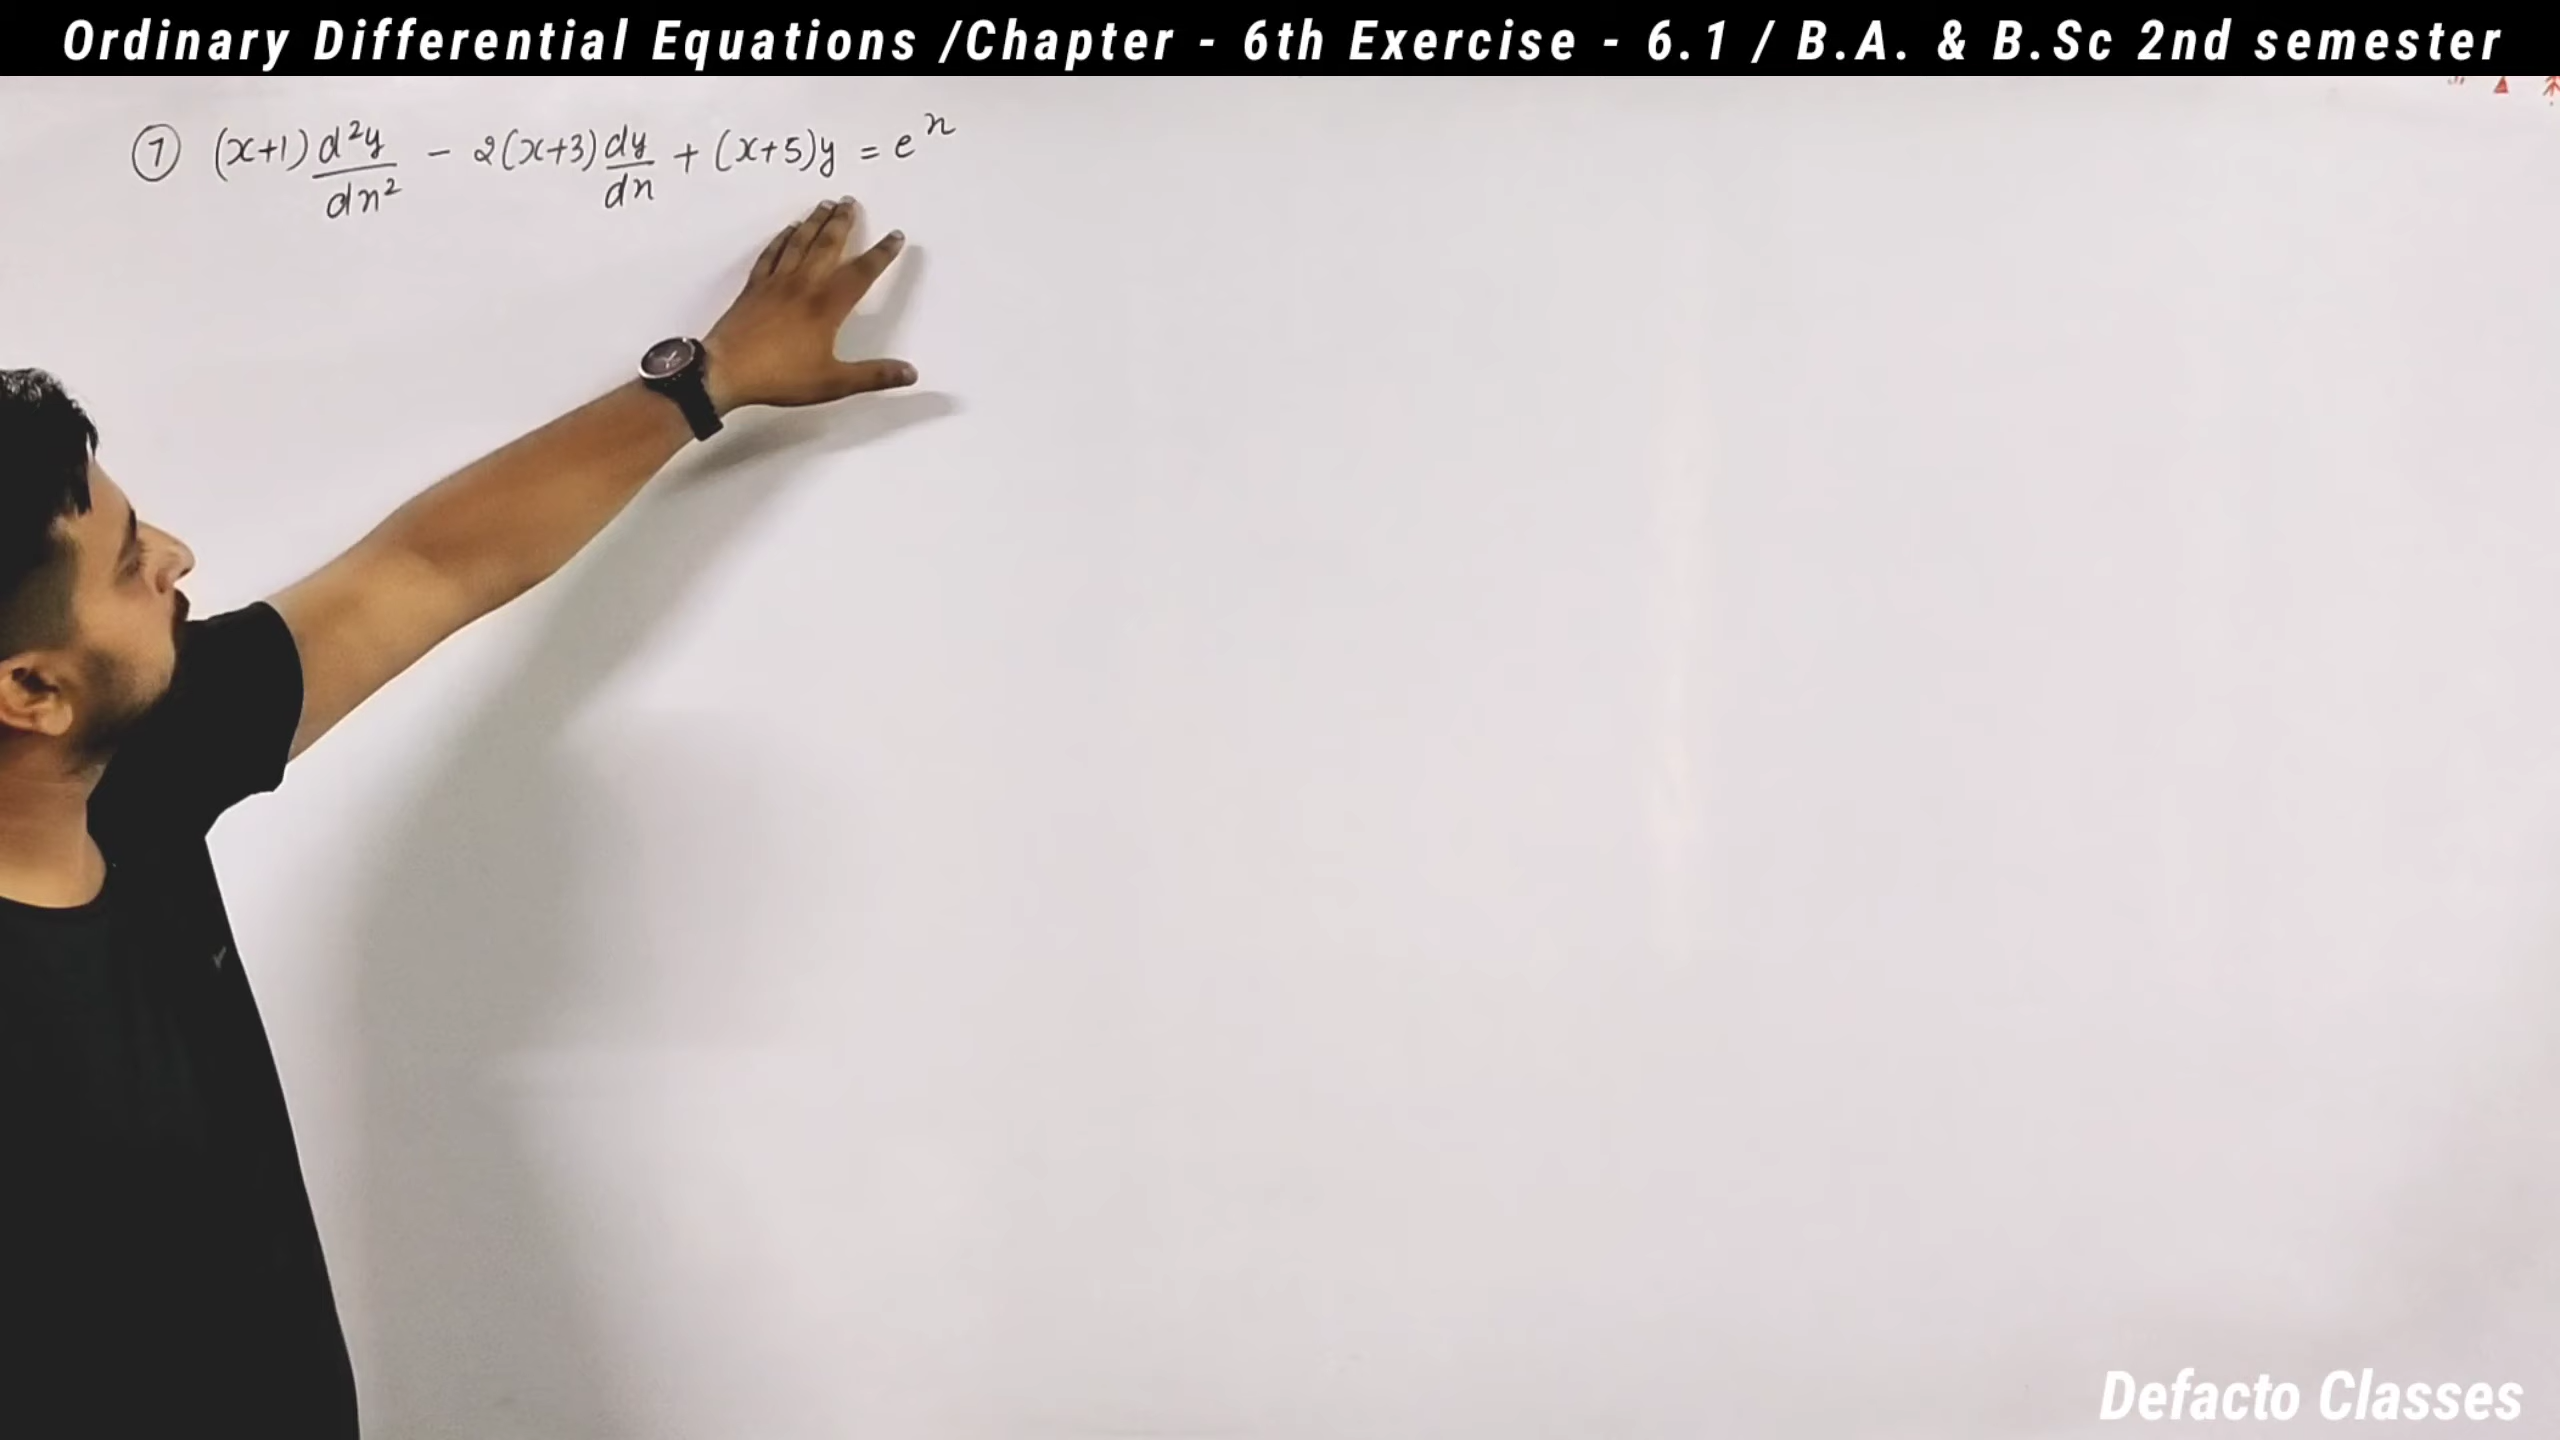 Ordinary Differential Equations /Chapter - 6th Exercise - 6.1 / B.A. & B.Sc 2nd semester
⑦ (x+1) d²y/dx² - 2(x+3) dy/dx + (x+5)y = eˣ
Defacto Classes